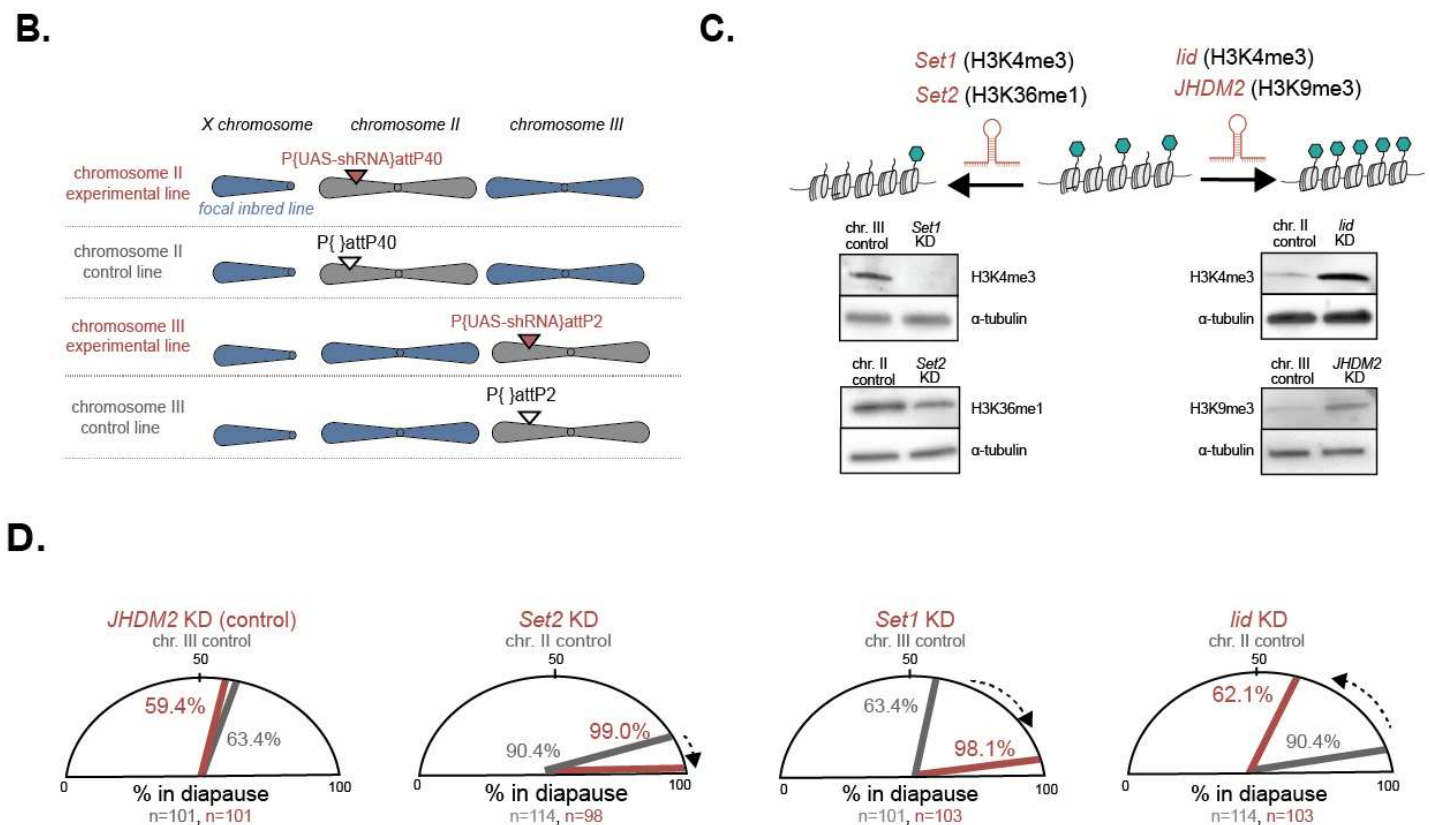 B.
X chromosome
chromosome II
chromosome III
P{UAS-shRNA}attP40
chromosome II
experimental line
focal inbred line
P{ }attP40
chromosome II
control line
P{UAS-shRNA}attP2
chromosome III
experimental line
P{ }attP2
chromosome III
control line
C.
Set1 (H3K4me3)
Set2 (H3K36me1)
lid (H3K4me3)
JHDM2 (H3K9me3)
chr. III
control
Set1
KD
H3K4me3
α-tubulin
chr. II
control
lid
KD
H3K4me3
α-tubulin
chr. II
control
Set2
KD
H3K36me1
α-tubulin
chr. III
control
JHDM2
KD
H3K9me3
α-tubulin
D.
JHDM2 KD (control)
chr. III control
50
59.4%
63.4%
0
100
% in diapause
n=101, n=101
Set2 KD
chr. II control
50
90.4%
99.0%
0
100
% in diapause
n=114, n=98
Set1 KD
chr. III control
50
63.4%
98.1%
0
100
% in diapause
n=101, n=103
lid KD
chr. II control
50
62.1%
90.4%
0
100
% in diapause
n=114, n=103